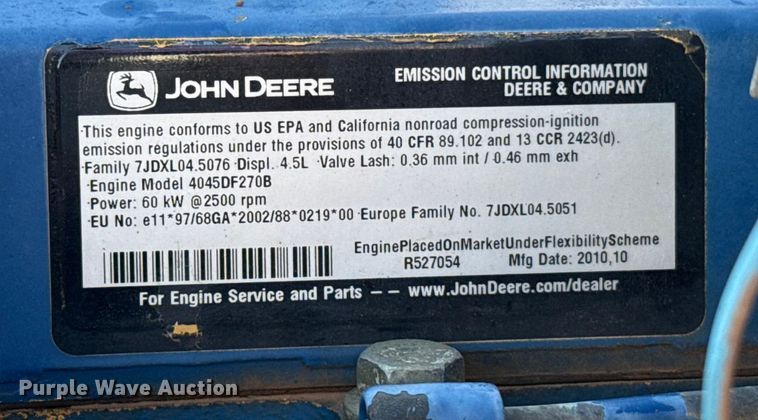 JOHN DEERE
EMISSION CONTROL INFORMATION
DEERE & COMPANY
·This engine conforms to US EPA and California nonroad compression-ignition
emission regulations under the provisions of 40 CFR 89.102 and 13 CCR 2423(d).
·Family 7JDXL04.5076 ·Displ. 4.5L ·Valve Lash: 0.36 mm int / 0.46 mm exh
·Engine Model 4045DF270B
·Power: 60 kW @2500 rpm
·EU No: e11*97/68GA*2002/88*0219*00 ·Europe Family No. 7JDXL04.5051
EnginePlacedOnMarketUnderFlexibilityScheme
R527054 Mfg Date: 2010,10
For Engine Service and Parts -- www.JohnDeere.com/dealer
Purple Wave Auction